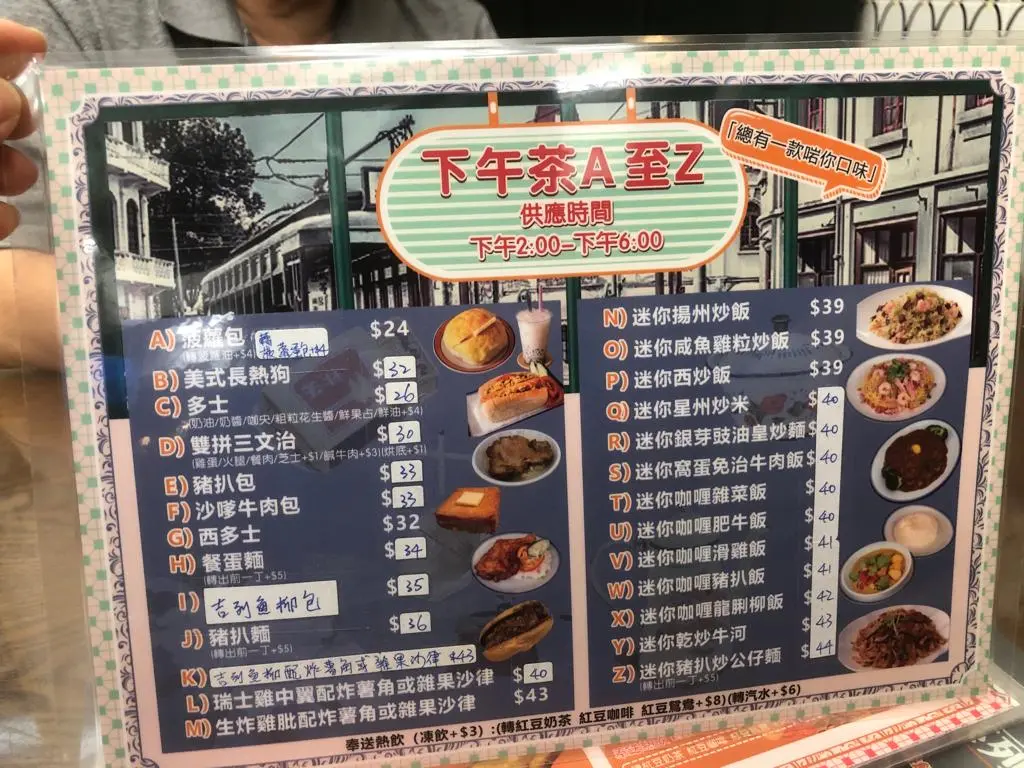 下午茶A至Z
供應時間
下午2:00-下午6:00
「總有一款啱你口味」
A) 菠蘿包 $24
(轉菠蘿油+$4)
B) 美式長熱狗 $32
C) 多士 $26
(奶油/奶醬/咖央/粗粒花生醬/鮮果占/鮮油+$4)
D) 雙拼三文治 $30
(雞蛋/火腿/餐肉/芝士+$1/鹹牛肉+$3)(烘底+$1)
E) 豬扒包 $33
F) 沙嗲牛肉包 $33
G) 西多士 $32
H) 餐蛋麵 $34
(轉出前一丁+$5)
I) 吉列魚柳包 $35
J) 豬扒麵 $36
(轉出前一丁+$5)
K) 吉列魚柳配炸薯角或雜果沙律 $43
L) 瑞士雞中翼配炸薯角或雜果沙律 $40
M) 生炸雞肶配炸薯角或雜果沙律 $43
N) 迷你揚州炒飯 $39
O) 迷你咸魚雞粒炒飯 $39
P) 迷你西炒飯 $39
Q) 迷你星州炒米 $40
R) 迷你銀芽豉油皇炒麵 $40
S) 迷你窩蛋免治牛肉飯 $40
T) 迷你咖喱雜菜飯 $40
U) 迷你咖喱肥牛飯 $40
V) 迷你咖喱滑雞飯 $41
W) 迷你咖喱豬扒飯 $41
X) 迷你咖喱龍脷柳飯 $42
Y) 迷你乾炒牛河 $43
Z) 迷你豬扒炒公仔麵 $44
(轉出前一丁+$5)
奉送熱飲 (凍飲+$3) :(轉紅豆奶茶 紅豆咖啡 紅豆鴛鴦+$8)(轉汽水+$6)